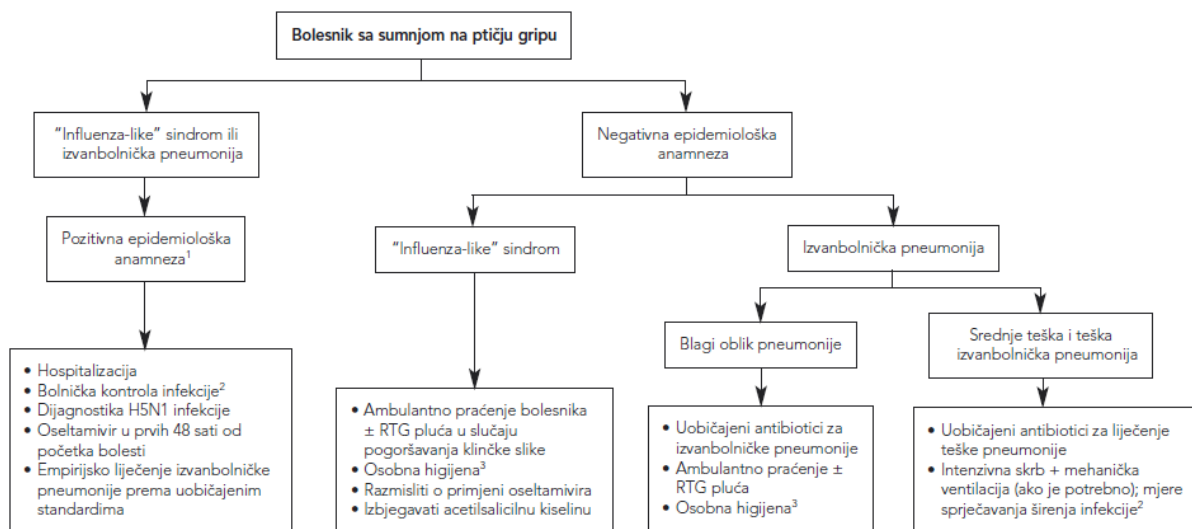 Bolesnik sa sumnjom na ptičju gripu
"Influenza-like" sindrom ili
izvanbolnička pneumonija
Negativna epidemiološka
anamneza
Pozitivna epidemiološka
anamneza¹
"Influenza-like" sindrom
Izvanbolnička pneumonija
Blagi oblik pneumonije
Srednje teška i teška
izvanbolnička pneumonija
• Hospitalizacija
• Bolnička kontrola infekcije²
• Dijagnostika H5N1 infekcije
• Oseltamivir u prvih 48 sati od
početka bolesti
• Empirijsko liječenje izvanbolničke
pneumonije prema uobičajenim
standardima
• Ambulantno praćenje bolesnika
± RTG pluća u slučaju
pogoršavanja klinčke slike
• Osobna higijena³
• Razmisliti o primjeni oseltamivira
• Izbjegavati acetilsalicilnu kiselinu
• Uobičajeni antibiotici za
izvanbolničke pneumonije
• Ambulantno praćenje ±
RTG pluća
• Osobna higijena³
• Uobičajeni antibiotici za liječenje
teške pneumonije
• Intenzivna skrb + mehanička
ventilacija (ako je potrebno); mjere
sprječavanja širenja infekcije²